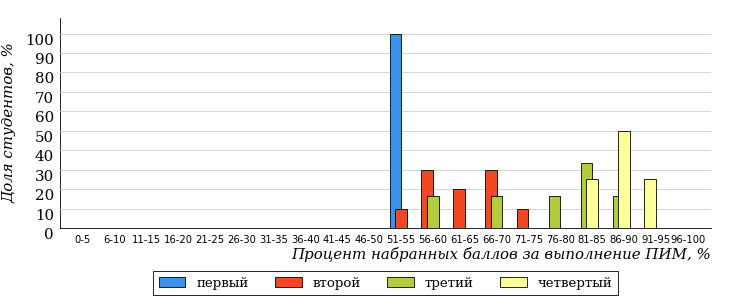 Доля студентов, %
100
90
80
70
60
50
40
30
20
10
0
0-5 6-10 11-15 16-20 21-25 26-30 31-35 36-40 41-45 46-50 51-55 56-60 61-65 66-70 71-75 76-80 81-85 86-90 91-95 96-100
Процент набранных баллов за выполнение ПИМ, %
первый второй третий четвертый